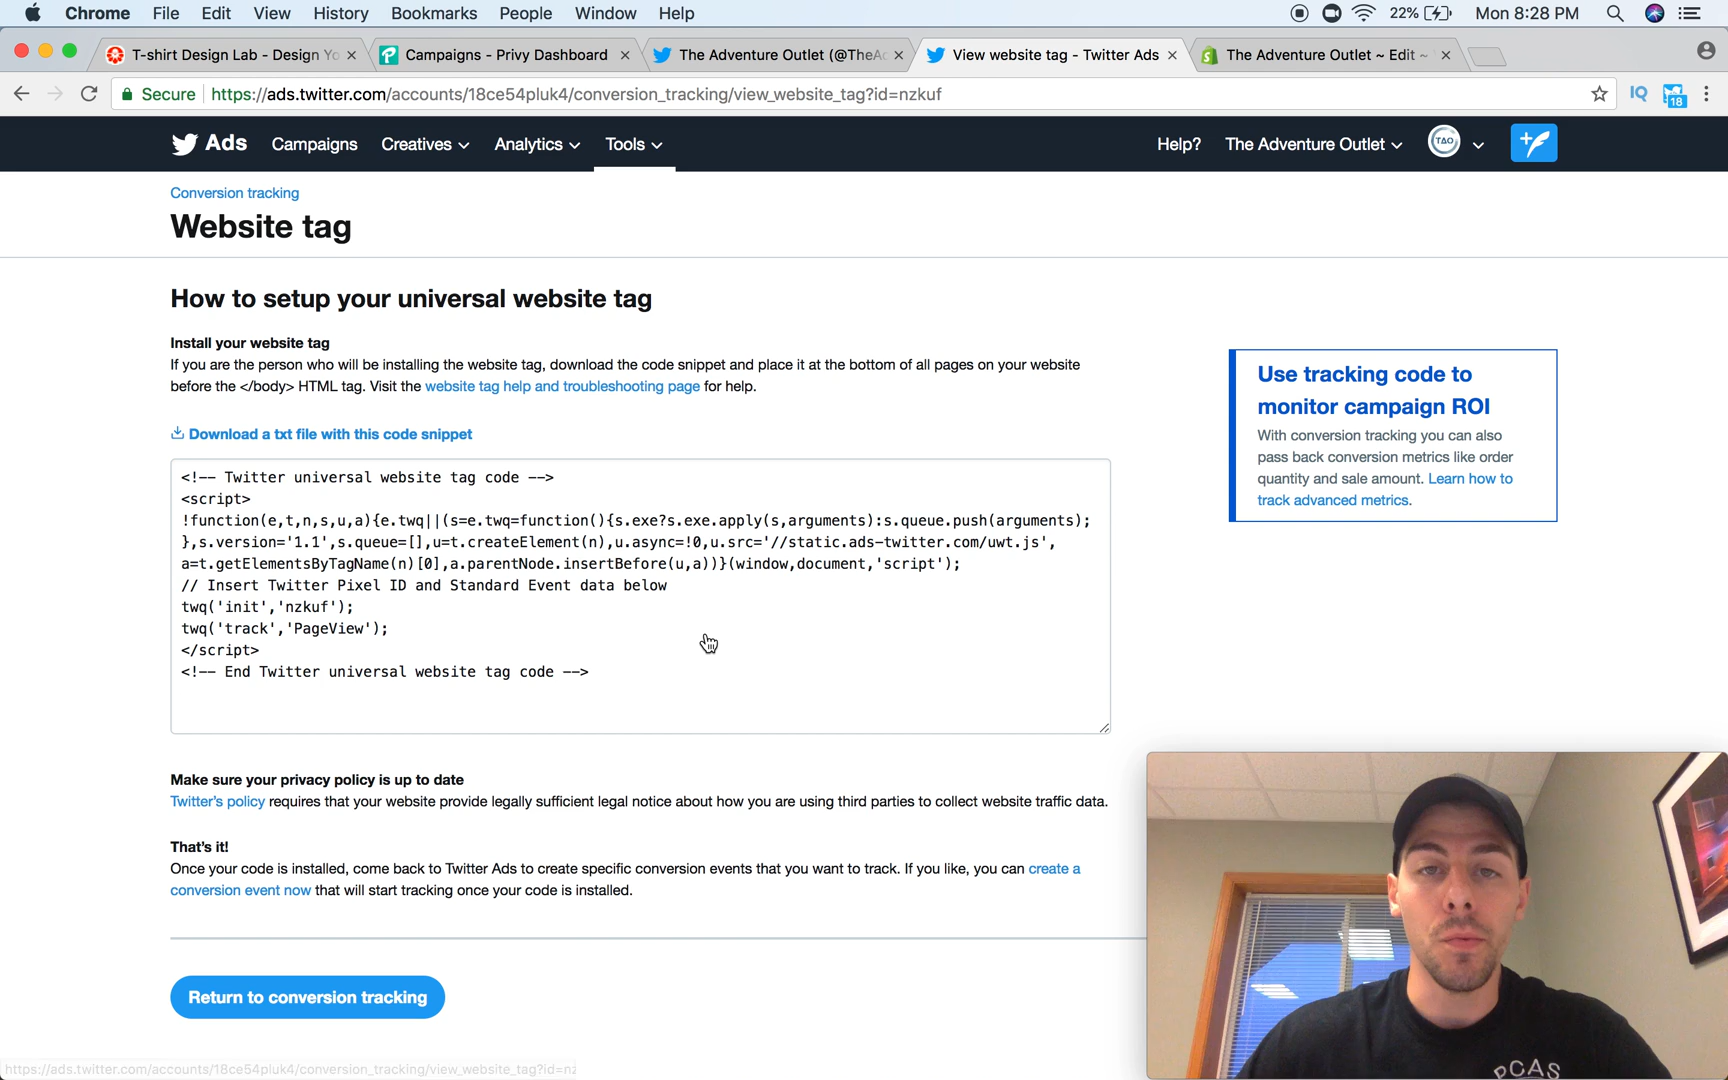 Chrome File Edit View History Bookmarks People Window Help 22% Mon 8:28 PM
T-shirt Design Lab - Design Yo Campaigns - Privy Dashboard The Adventure Outlet (@TheAd View website tag - Twitter Ads The Adventure Outlet ~ Edit ~
Secure https://ads.twitter.com/accounts/18ce54pluk4/conversion_tracking/view_website_tag?id=nzkuf IQ 18
Ads Campaigns Creatives Analytics Tools Help? The Adventure Outlet TAO
Conversion tracking
Website tag
How to setup your universal website tag
Install your website tag
If you are the person who will be installing the website tag, download the code snippet and place it at the bottom of all pages on your website
before the </body> HTML tag. Visit the website tag help and troubleshooting page for help.
Download a txt file with this code snippet
<!-- Twitter universal website tag code -->
<script>
!function(e,t,n,s,u,a){e.twq||(s=e.twq=function(){s.exe?s.exe.apply(s,arguments):s.queue.push(arguments);
},s.version='1.1',s.queue=[],u=t.createElement(n),u.async=!0,u.src='//static.ads-twitter.com/uwt.js',
a=t.getElementsByTagName(n)[0],a.parentNode.insertBefore(u,a))}(window,document,'script');
// Insert Twitter Pixel ID and Standard Event data below
twq('init','nzkuf');
twq('track','PageView');
</script>
<!-- End Twitter universal website tag code -->
Use tracking code to
monitor campaign ROI
With conversion tracking you can also
pass back conversion metrics like order
quantity and sale amount. Learn how to
track advanced metrics.
Make sure your privacy policy is up to date
Twitter's policy requires that your website provide legally sufficient legal notice about how you are using third parties to collect website traffic data.
That's it!
Once your code is installed, come back to Twitter Ads to create specific conversion events that you want to track. If you like, you can create a
conversion event now that will start tracking once your code is installed.
Return to conversion tracking
https://ads.twitter.com/accounts/18ce54pluk4/conversion_tracking/view_website_tag?id=nz
PCAS